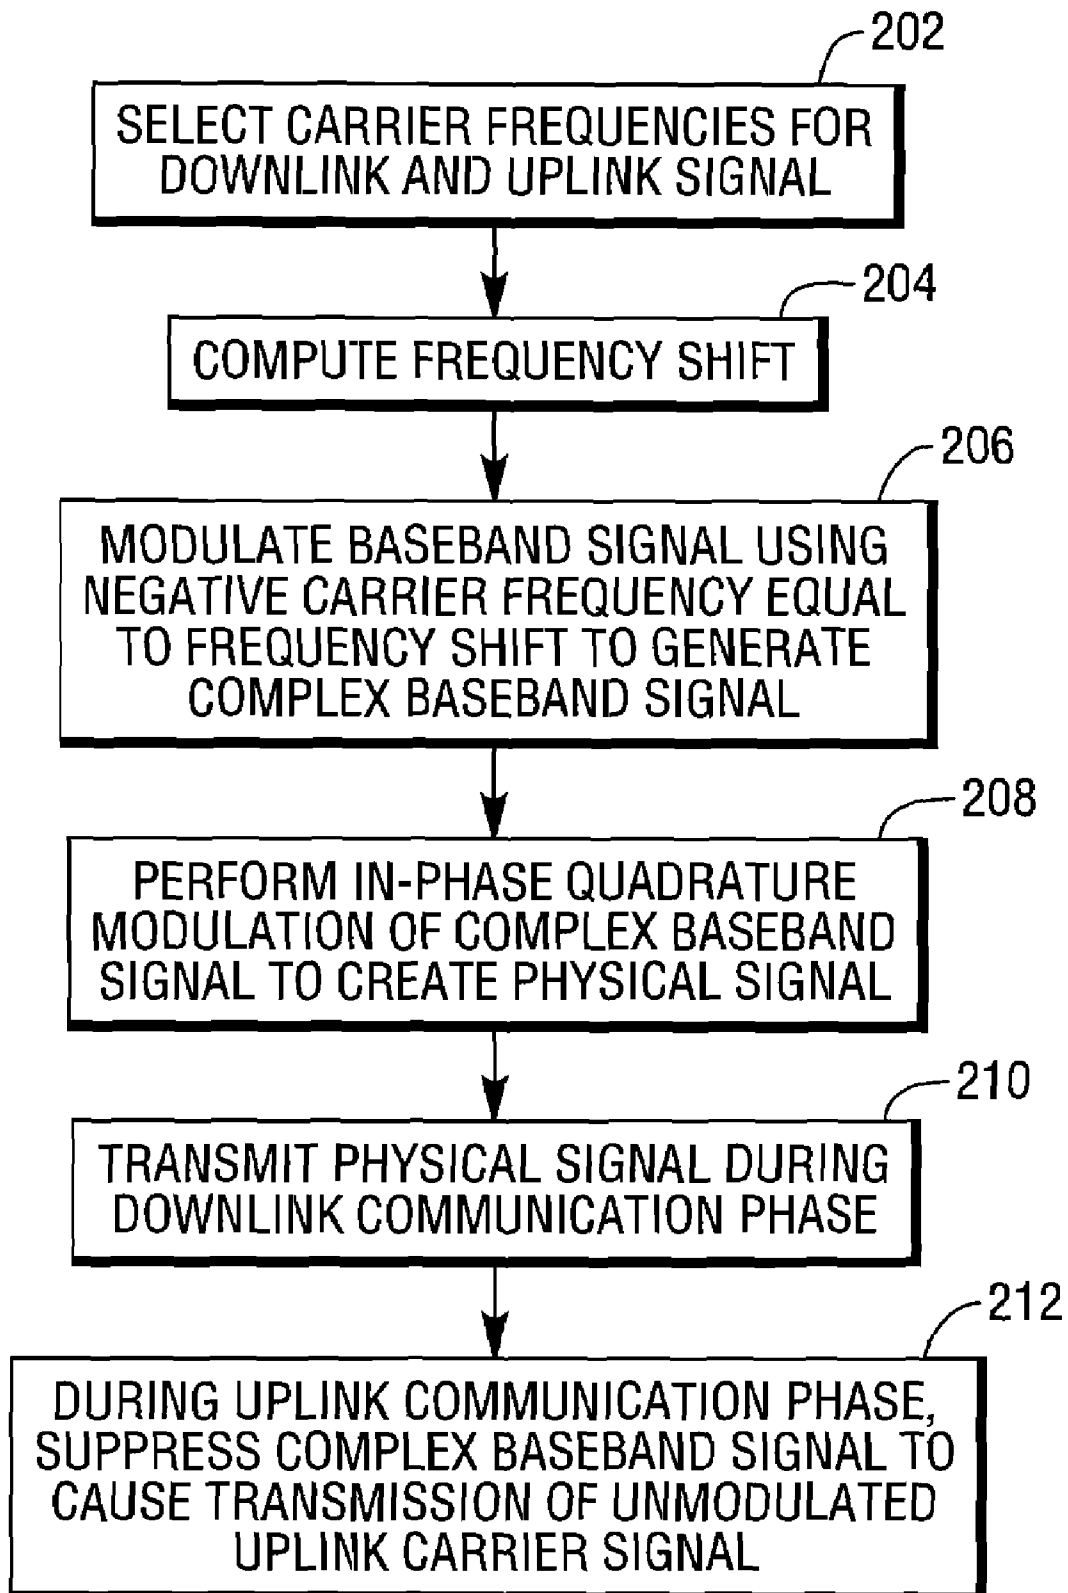 202
SELECT CARRIER FREQUENCIES FOR
DOWNLINK AND UPLINK SIGNAL
204
COMPUTE FREQUENCY SHIFT
206
MODULATE BASEBAND SIGNAL USING
NEGATIVE CARRIER FREQUENCY EQUAL
TO FREQUENCY SHIFT TO GENERATE
COMPLEX BASEBAND SIGNAL
208
PERFORM IN-PHASE QUADRATURE
MODULATION OF COMPLEX BASEBAND
SIGNAL TO CREATE PHYSICAL SIGNAL
210
TRANSMIT PHYSICAL SIGNAL DURING
DOWNLINK COMMUNICATION PHASE
212
DURING UPLINK COMMUNICATION PHASE,
SUPPRESS COMPLEX BASEBAND SIGNAL TO
CAUSE TRANSMISSION OF UNMODULATED
UPLINK CARRIER SIGNAL